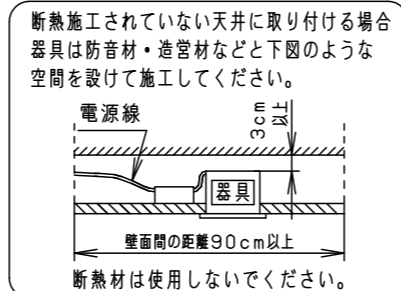 断熱施工されていない天井に取り付ける場合
器具は防音材・造営材などと下図のような
空間を設けて施工してください。
電源線
3cm
以上
器具
壁面間の距離90cm以上
断熱材は使用しないでください。